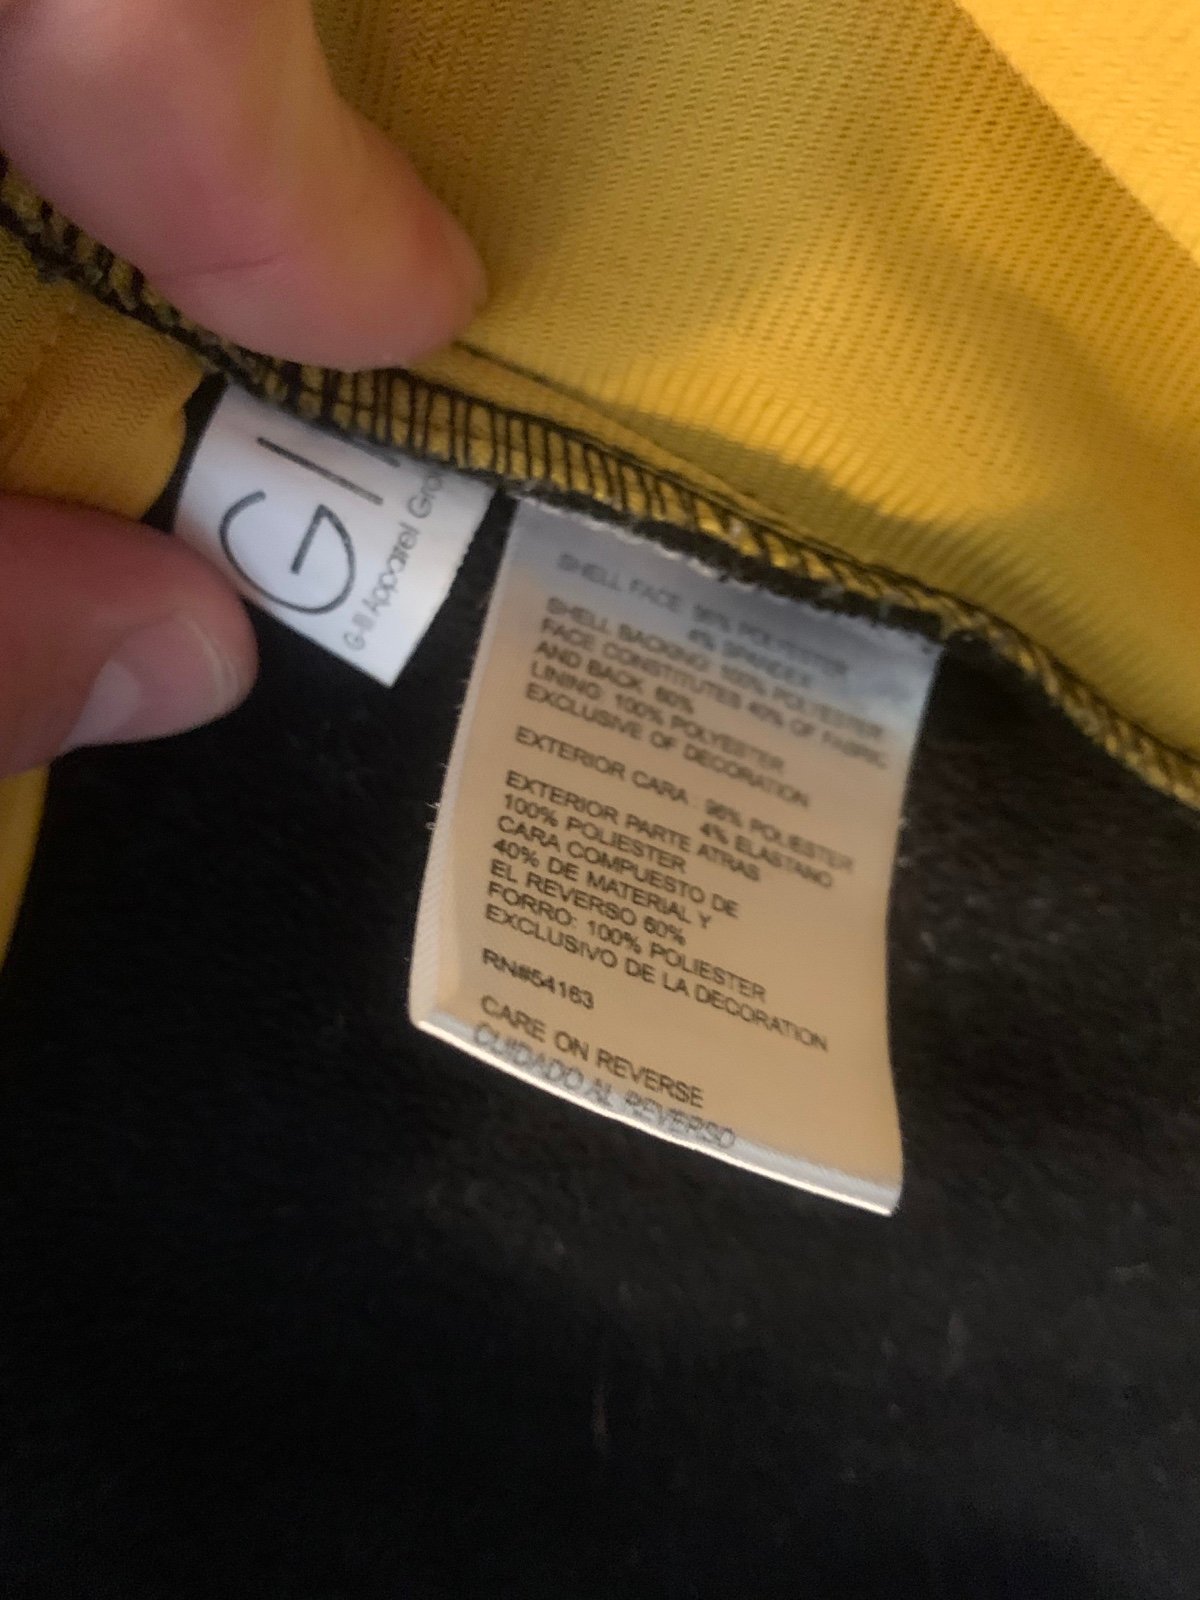 G
G-III Apparel Gro
SHELL FACE: 96% POLYESTER
4% SPANDEX
SHELL BACKING: 100% POLYESTER
FACE CONSTITUTES 40% OF FABRIC
AND BACK 60%
LINING: 100% POLYESTER
EXCLUSIVE OF DECORATION
EXTERIOR CARA : 96% POLIESTER
4% ELASTANO
EXTERIOR PARTE ATRAS
100% POLIESTER
CARA COMPUESTO DE
40% DE MATERIAL Y
EL REVERSO 60%
FORRO: 100% POLIESTER
EXCLUSIVO DE LA DECORATION
RN#54163
CARE ON REVERSE
CUIDADO AL REVERSO